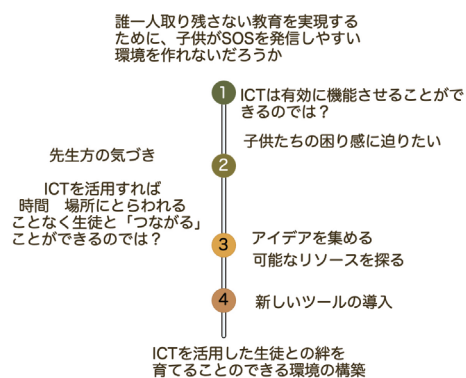 誰一人取り残さない教育を実現する
ために、子供がSOSを発信しやすい
環境を作れないだろうか
1
ICTは有効に機能させることがで
きるのでは？
子供たちの困り感に迫りたい
先生方の気づき
2
ICTを活用すれば
時間　場所にとらわれる
ことなく生徒と「つながる」
ことができるのでは？
3
アイデアを集める
可能なリソースを探る
4
新しいツールの導入
ICTを活用した生徒との絆を
育てることのできる環境の構築